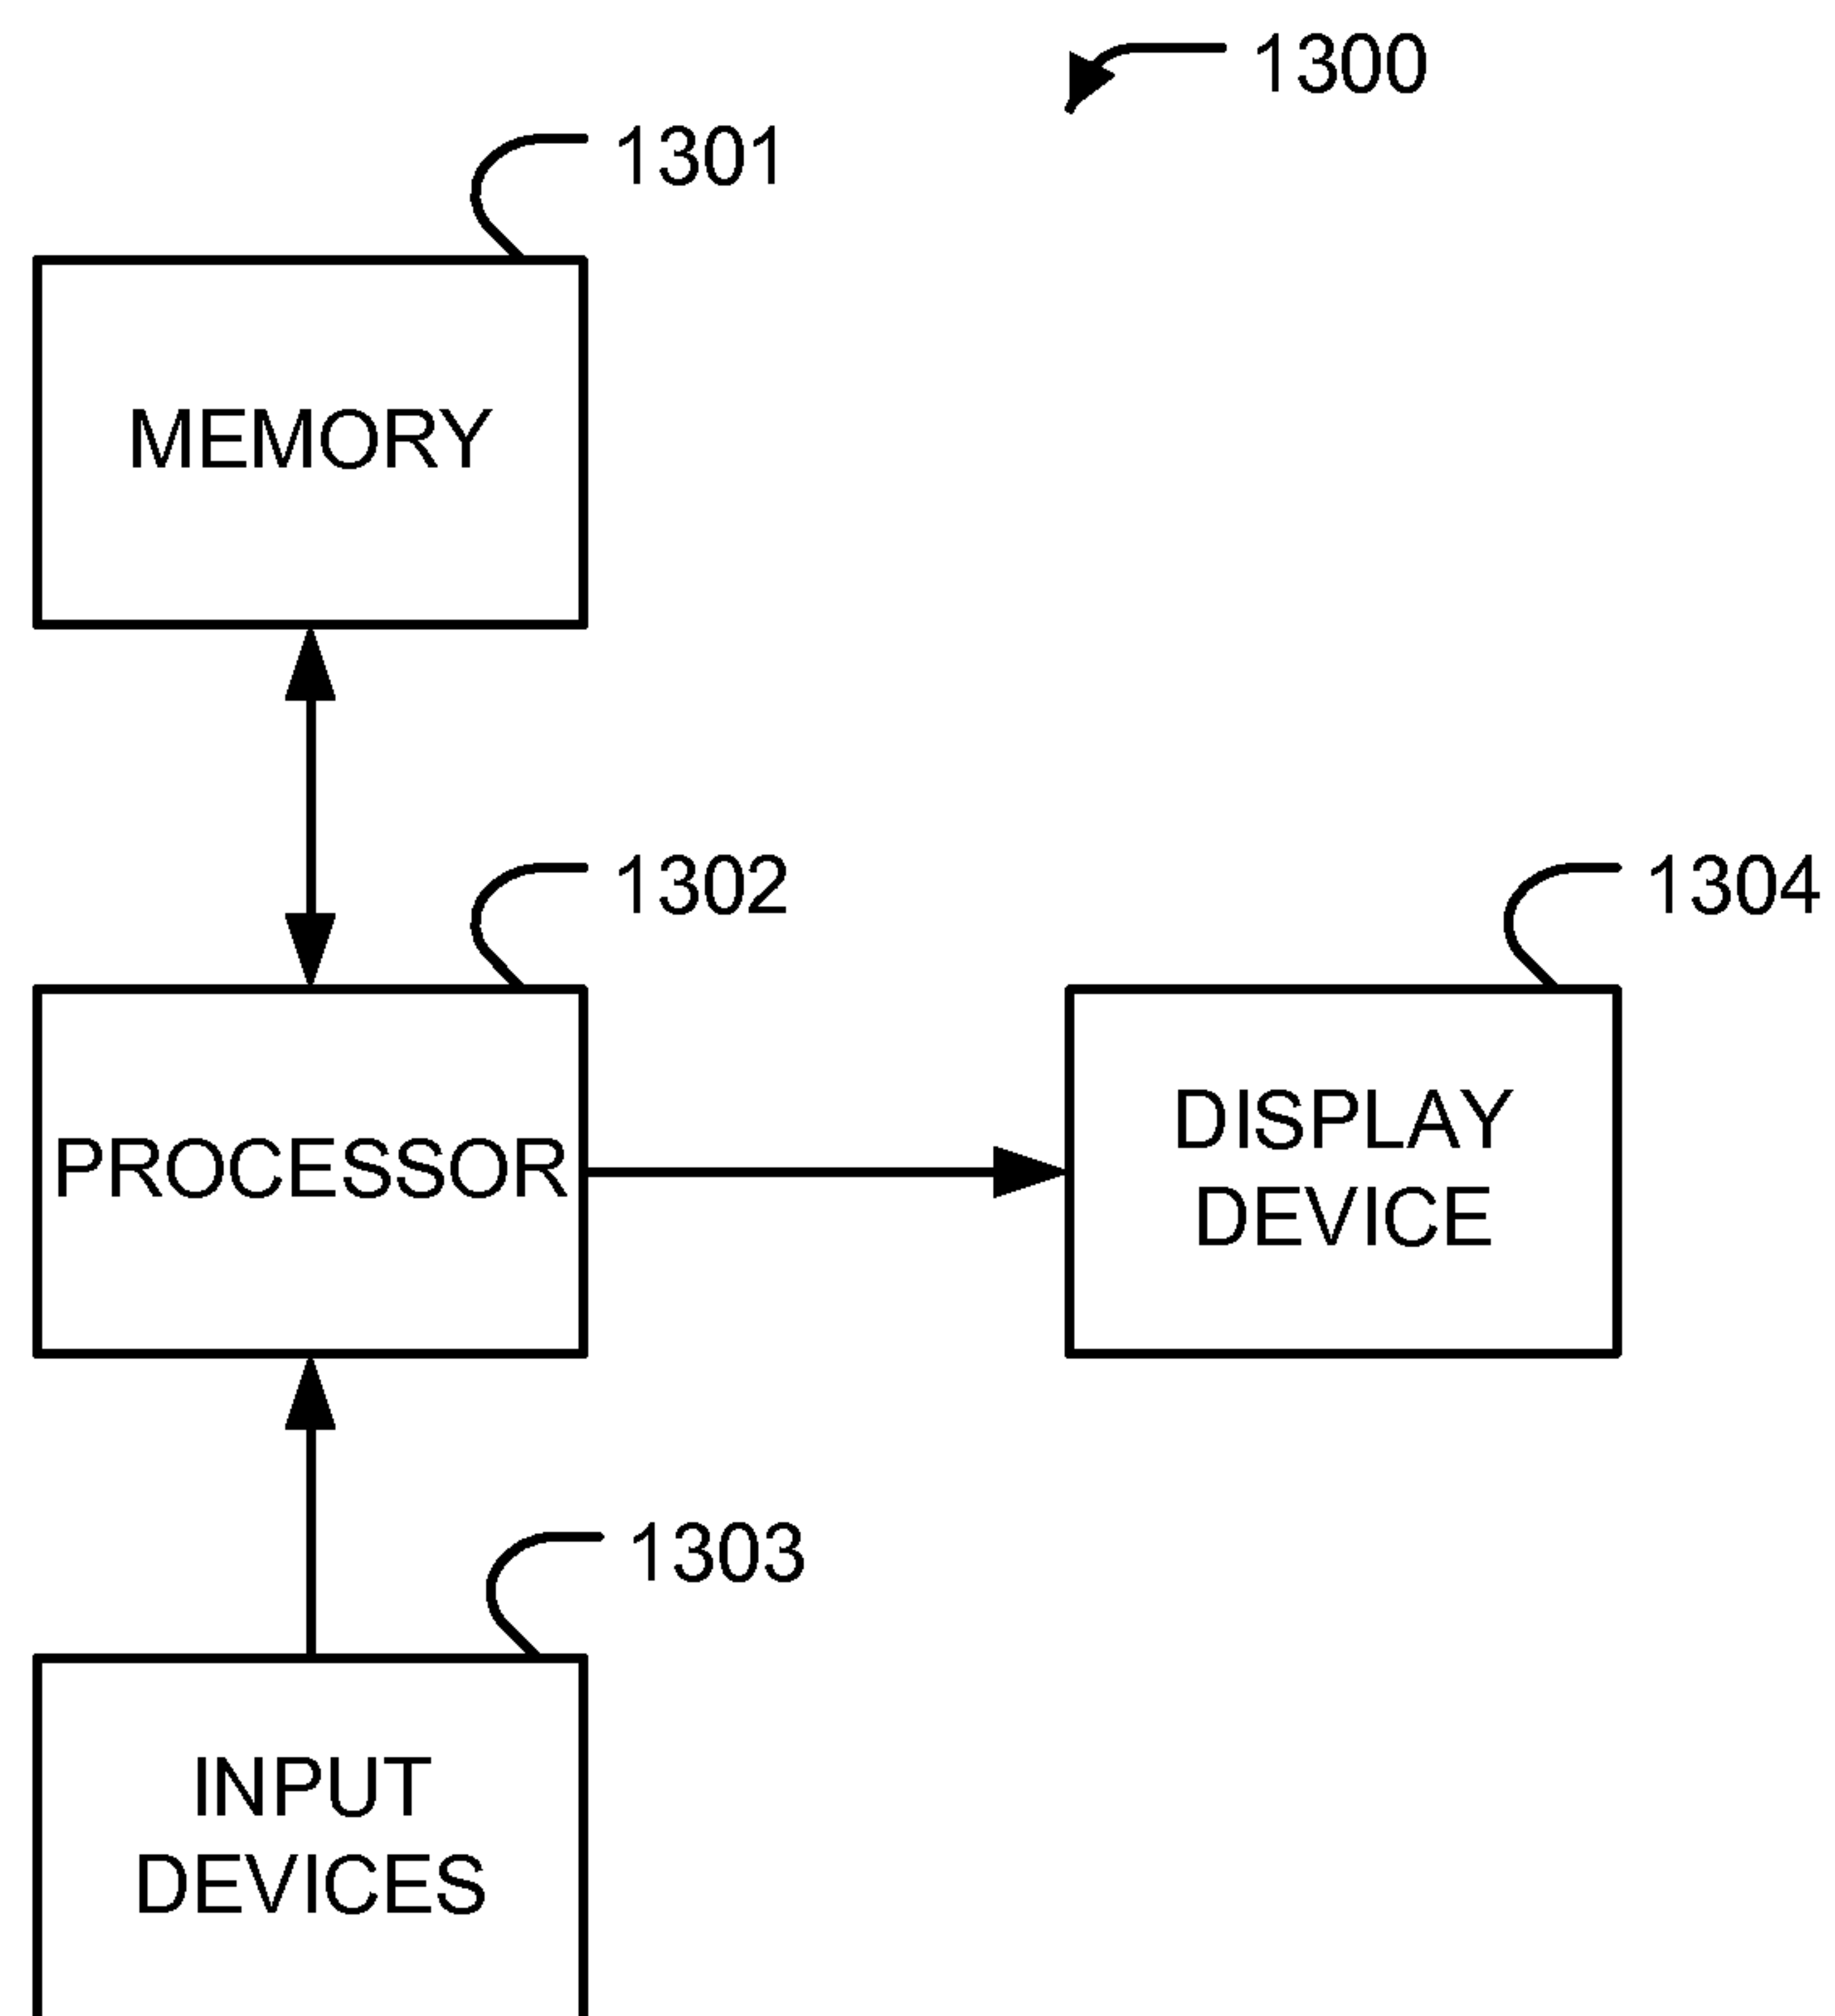 1300
1301
MEMORY
1302
1304
PROCESSOR
DISPLAY
DEVICE
1303
INPUT
DEVICES